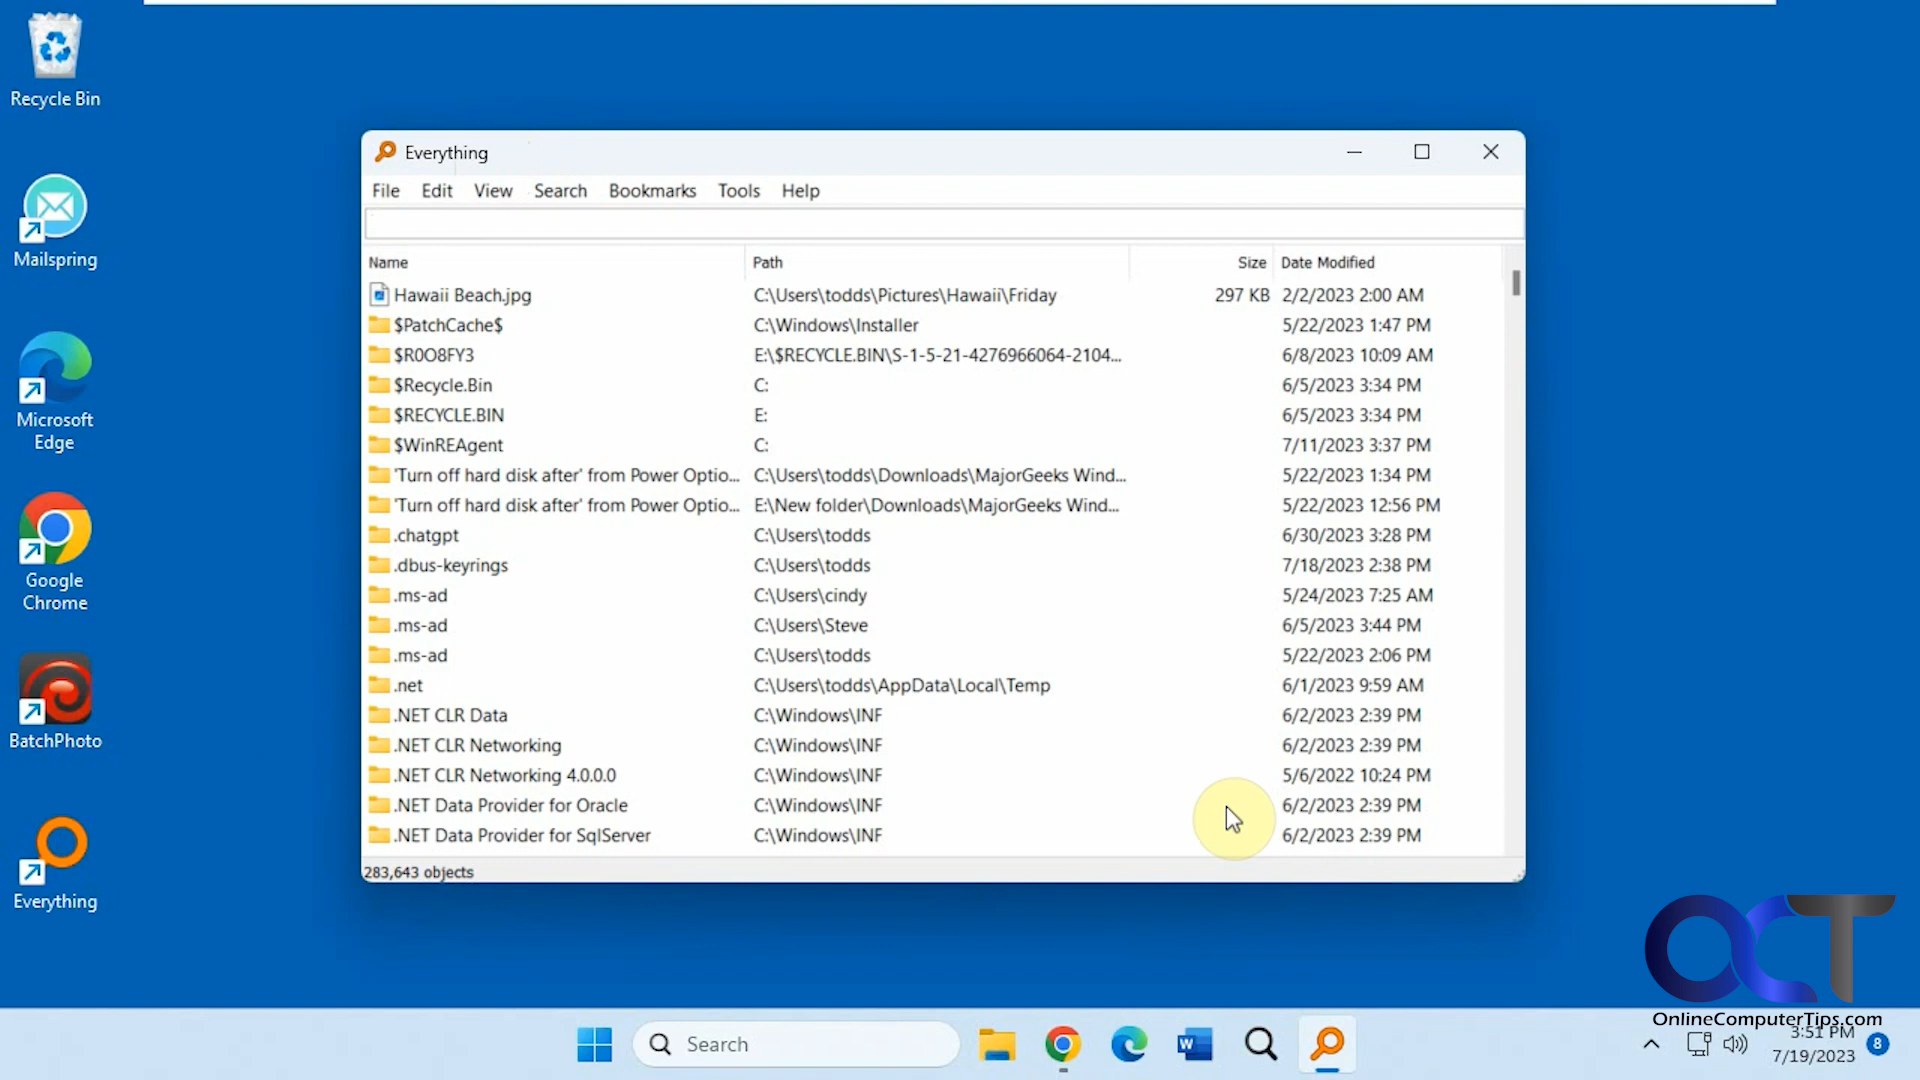 Recycle Bin
Mailspring
Microsoft
Edge
Google
Chrome
BatchPhoto
Everything
Everything
File Edit View Search Bookmarks Tools Help
Name Path Size Date Modified
Hawaii Beach.jpg C:\Users\todds\Pictures\Hawaii\Friday 297 KB 2/2/2023 2:00 AM
$PatchCache$ C:\Windows\Installer 5/22/2023 1:47 PM
$R0O8FY3 E:\$RECYCLE.BIN\S-1-5-21-4276966064-2104... 6/8/2023 10:09 AM
$Recycle.Bin C: 6/5/2023 3:34 PM
$RECYCLE.BIN E: 6/5/2023 3:34 PM
$WinREAgent C: 7/11/2023 3:37 PM
'Turn off hard disk after' from Power Optio... C:\Users\todds\Downloads\MajorGeeks Wind... 5/22/2023 1:34 PM
'Turn off hard disk after' from Power Optio... E:\New folder\Downloads\MajorGeeks Wind... 5/22/2023 12:56 PM
.chatgpt C:\Users\todds 6/30/2023 3:28 PM
.dbus-keyrings C:\Users\todds 7/18/2023 2:38 PM
.ms-ad C:\Users\cindy 5/24/2023 7:25 AM
.ms-ad C:\Users\Steve 6/5/2023 3:44 PM
.ms-ad C:\Users\todds 5/22/2023 2:06 PM
.net C:\Users\todds\AppData\Local\Temp 6/1/2023 9:59 AM
.NET CLR Data C:\Windows\INF 6/2/2023 2:39 PM
.NET CLR Networking C:\Windows\INF 6/2/2023 2:39 PM
.NET CLR Networking 4.0.0.0 C:\Windows\INF 5/6/2022 10:24 PM
.NET Data Provider for Oracle C:\Windows\INF 6/2/2023 2:39 PM
.NET Data Provider for SqlServer C:\Windows\INF 6/2/2023 2:39 PM
283,643 objects
OCT
OnlineComputerTips.com
Search
W
3:51 PM
7/19/2023
8